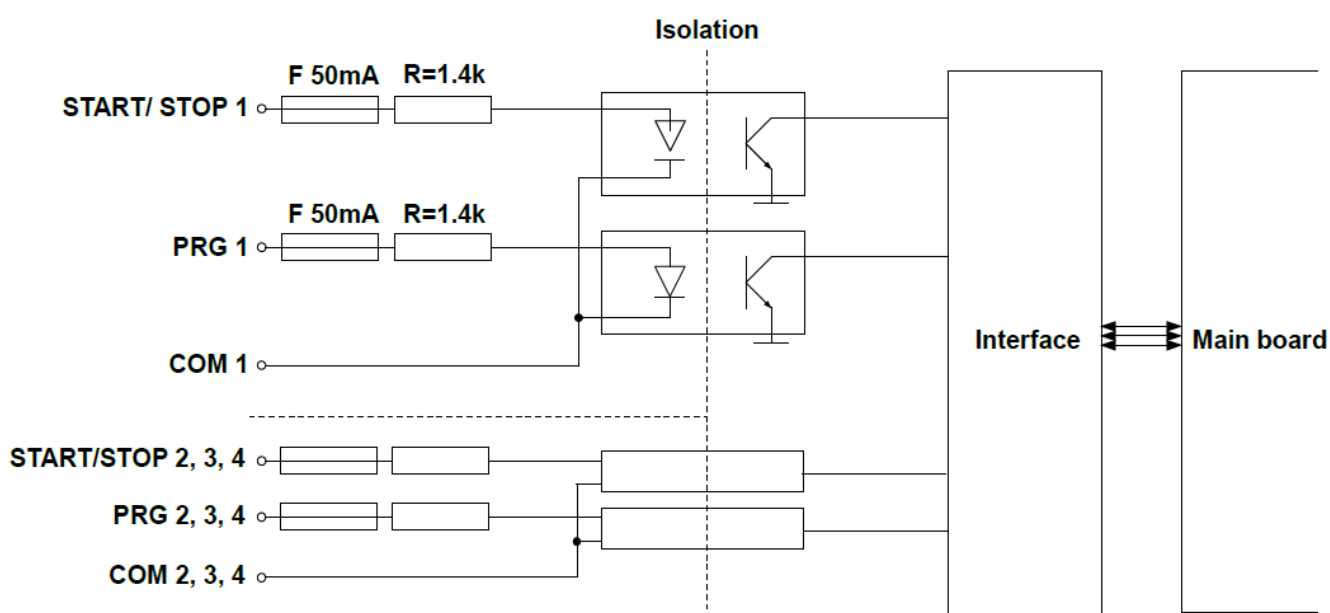 Isolation
F 50mA R=1.4k
START/ STOP 1
F 50mA R=1.4k
PRG 1
Interface
Main board
COM 1
START/STOP 2, 3, 4
PRG 2, 3, 4
COM 2, 3, 4